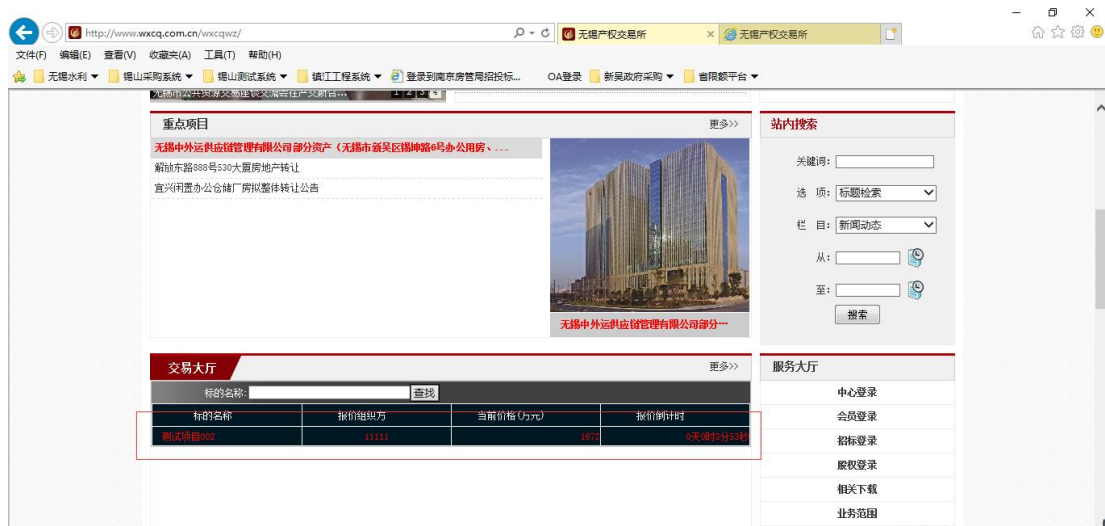 http://www.wxcq.com.cn/wxcqwz/
无锡产权交易所
无锡产权交易所
文件(F) 编辑(E) 查看(V) 收藏夹(A) 工具(T) 帮助(H)
无锡水利 锡山采购系统 锡山测试系统 镇江工程系统 登录到南京房管局招投标... OA登录 新吴政府采购 省限额平台
1 2 3 4
重点项目 更多>>
无锡中外运供应链管理有限公司部分资产（无锡市新吴区锡坤路6号办公用房、...
解放东路888号530大厦房地产转让
宜兴闲置办公仓储厂房拟整体转让公告
无锡中外运供应链管理有限公司部分…
站内搜索
关键词:
选 项: 标题检索
栏 目: 新闻动态
从:
至:
搜索
交易大厅 更多>>
标的名称: 查找
标的名称 报价组织方 当前价格(万元) 报价倒计时
测试项目002 11111 1672 0天0时3分53秒
服务大厅
中心登录
会员登录
招标登录
股权登录
相关下载
业务范围